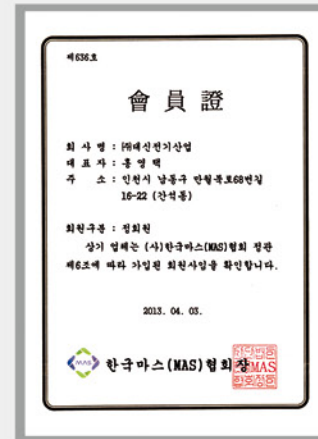 제636호
會員證
회 사 명 : ㈜대신전기산업
대 표 자 : 홍영택
주 소 : 인천시 남동구 만월북로68번길
16-22 (간석동)
회원구분 : 정회원
상기 업체는 (사)한국마스(MAS)협회 정관
제6조에 따라 가입된 회원사임을 확인합니다.
2013. 04. 03.
MAS
한국마스(MAS)협회장